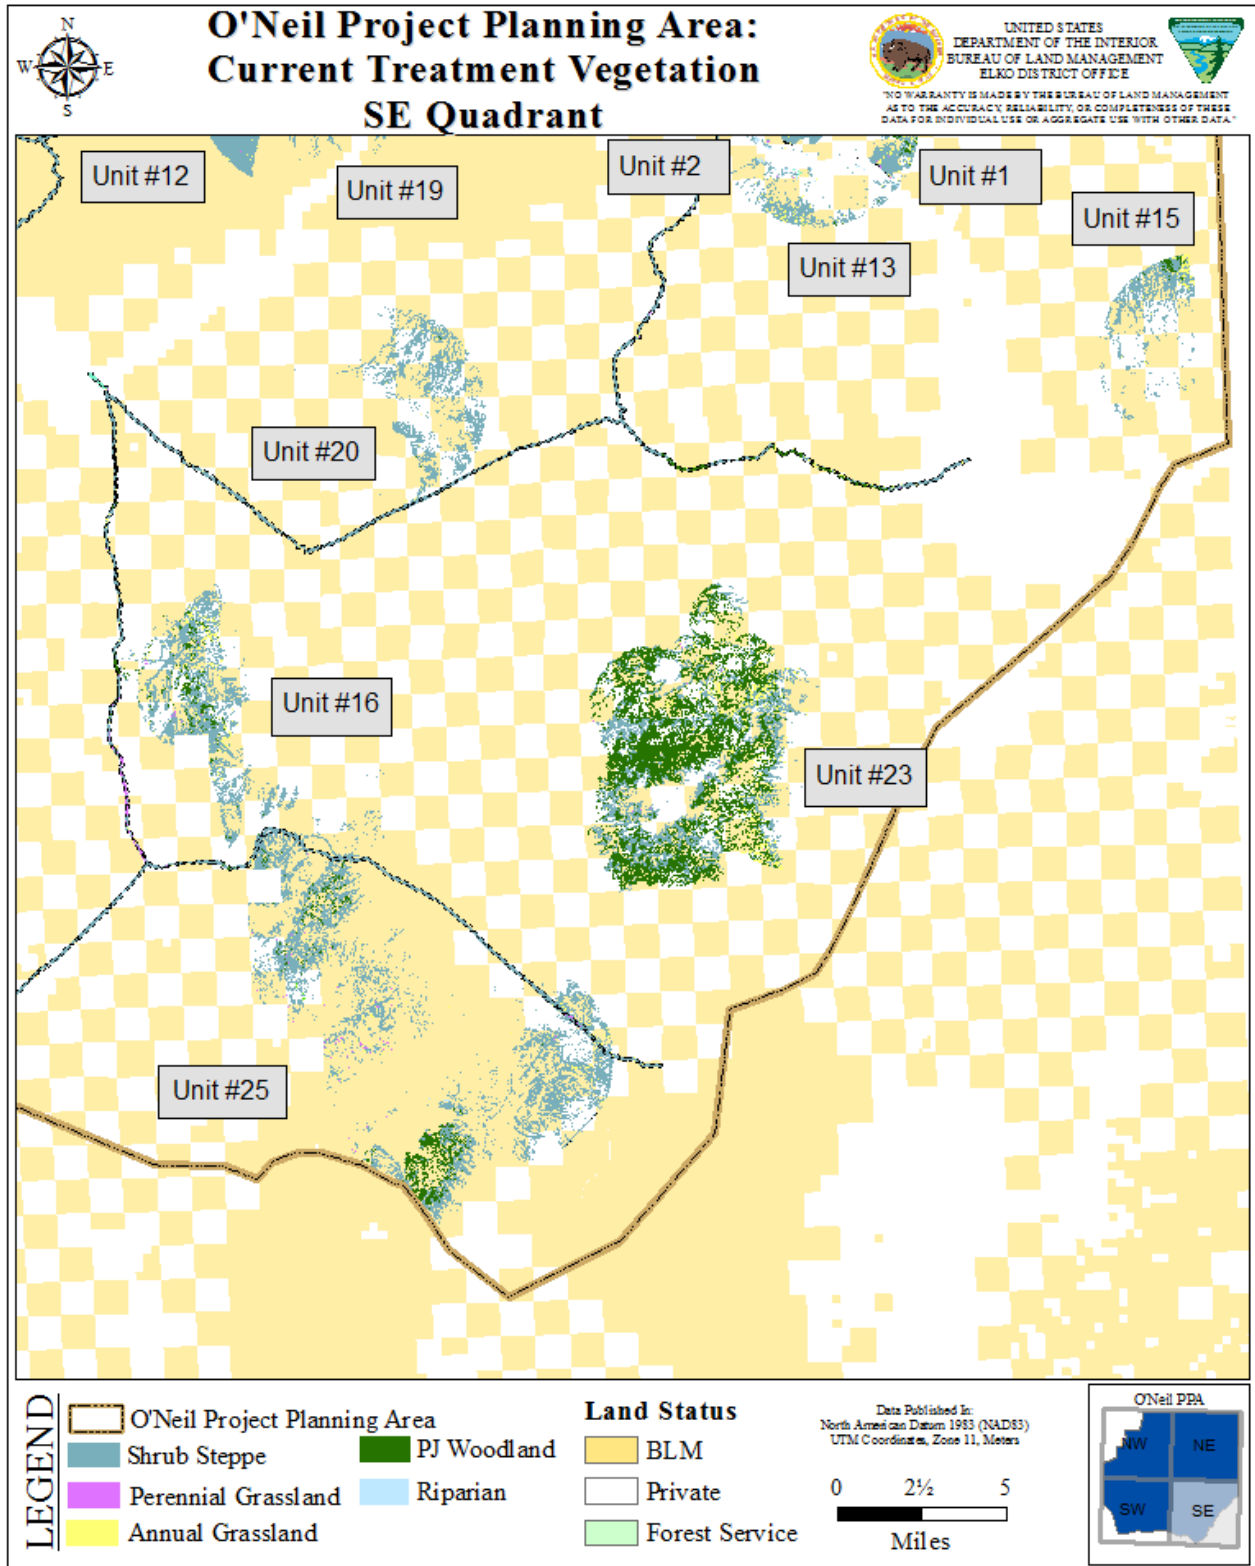 O'Neil Project Planning Area:
Current Treatment Vegetation
SE Quadrant
N
W
E
S
UNITED STATES
DEPARTMENT OF THE INTERIOR
BUREAU OF LAND MANAGEMENT
ELKO DISTRICT OFFICE
"NO WARRANTY IS MADE BY THE BUREAU OF LAND MANAGEMENT
AS TO THE ACCURACY, RELIABILITY, OR COMPLETENESS OF THESE
DATA FOR INDIVIDUAL USE OR AGGREGATE USE WITH OTHER DATA."
Unit #12
Unit #19
Unit #2
Unit #1
Unit #15
Unit #13
Unit #20
Unit #16
Unit #23
Unit #25
LEGEND
O'Neil Project Planning Area
Shrub Steppe
Perennial Grassland
Annual Grassland
PJ Woodland
Riparian
Land Status
BLM
Private
Forest Service
Data Published In:
North American Datum 1983 (NAD83)
UTM Coordinates, Zone 11, Meters
0 2½ 5
Miles
O'Neil PPA
NW NE
SW SE